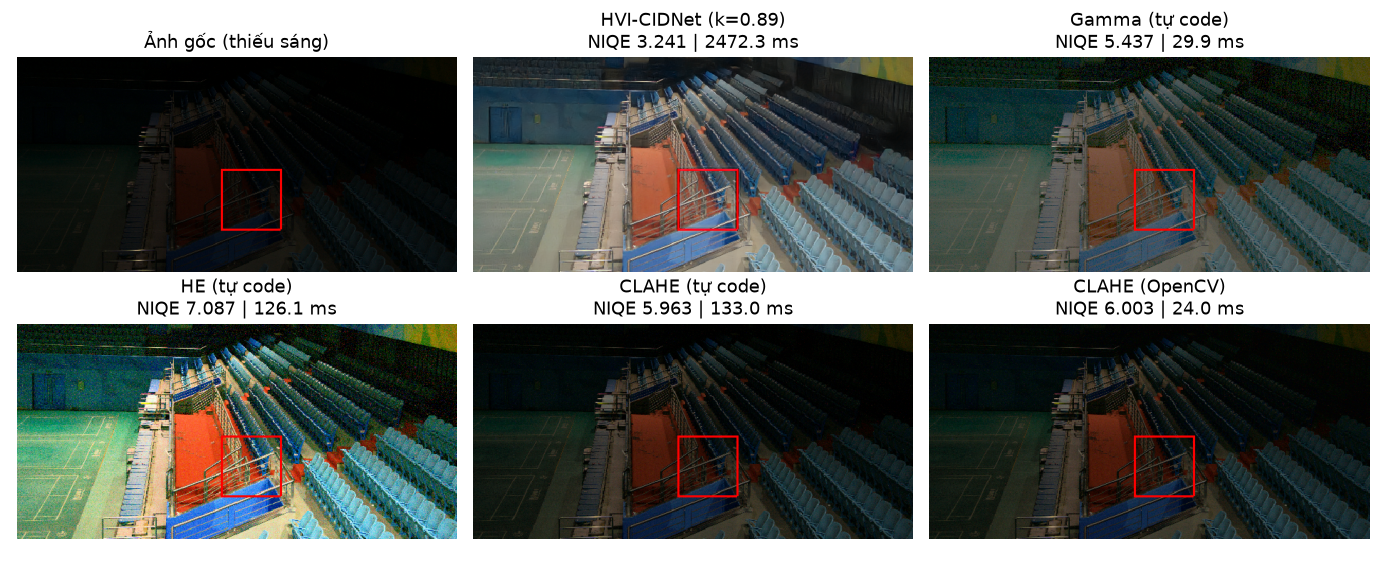 Ảnh gốc (thiếu sáng)
HVI-CIDNet (k=0.89)
NIQE 3.241 | 2472.3 ms
Gamma (tự code)
NIQE 5.437 | 29.9 ms
HE (tự code)
NIQE 7.087 | 126.1 ms
CLAHE (tự code)
NIQE 5.963 | 133.0 ms
CLAHE (OpenCV)
NIQE 6.003 | 24.0 ms